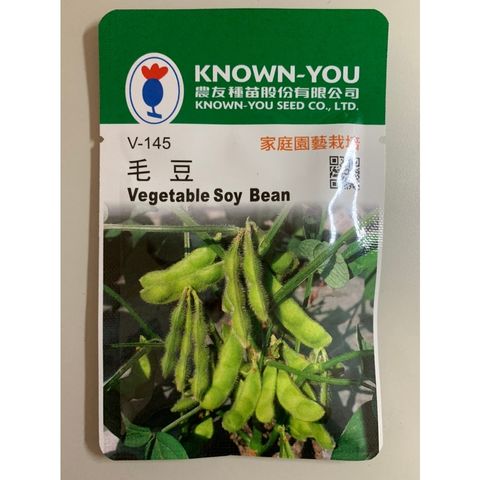 KNOWN-YOU
農友種苗股份有限公司
KNOWN-YOU SEED CO., LTD.
V-145
家庭園藝栽培
毛豆
Vegetable Soy Bean